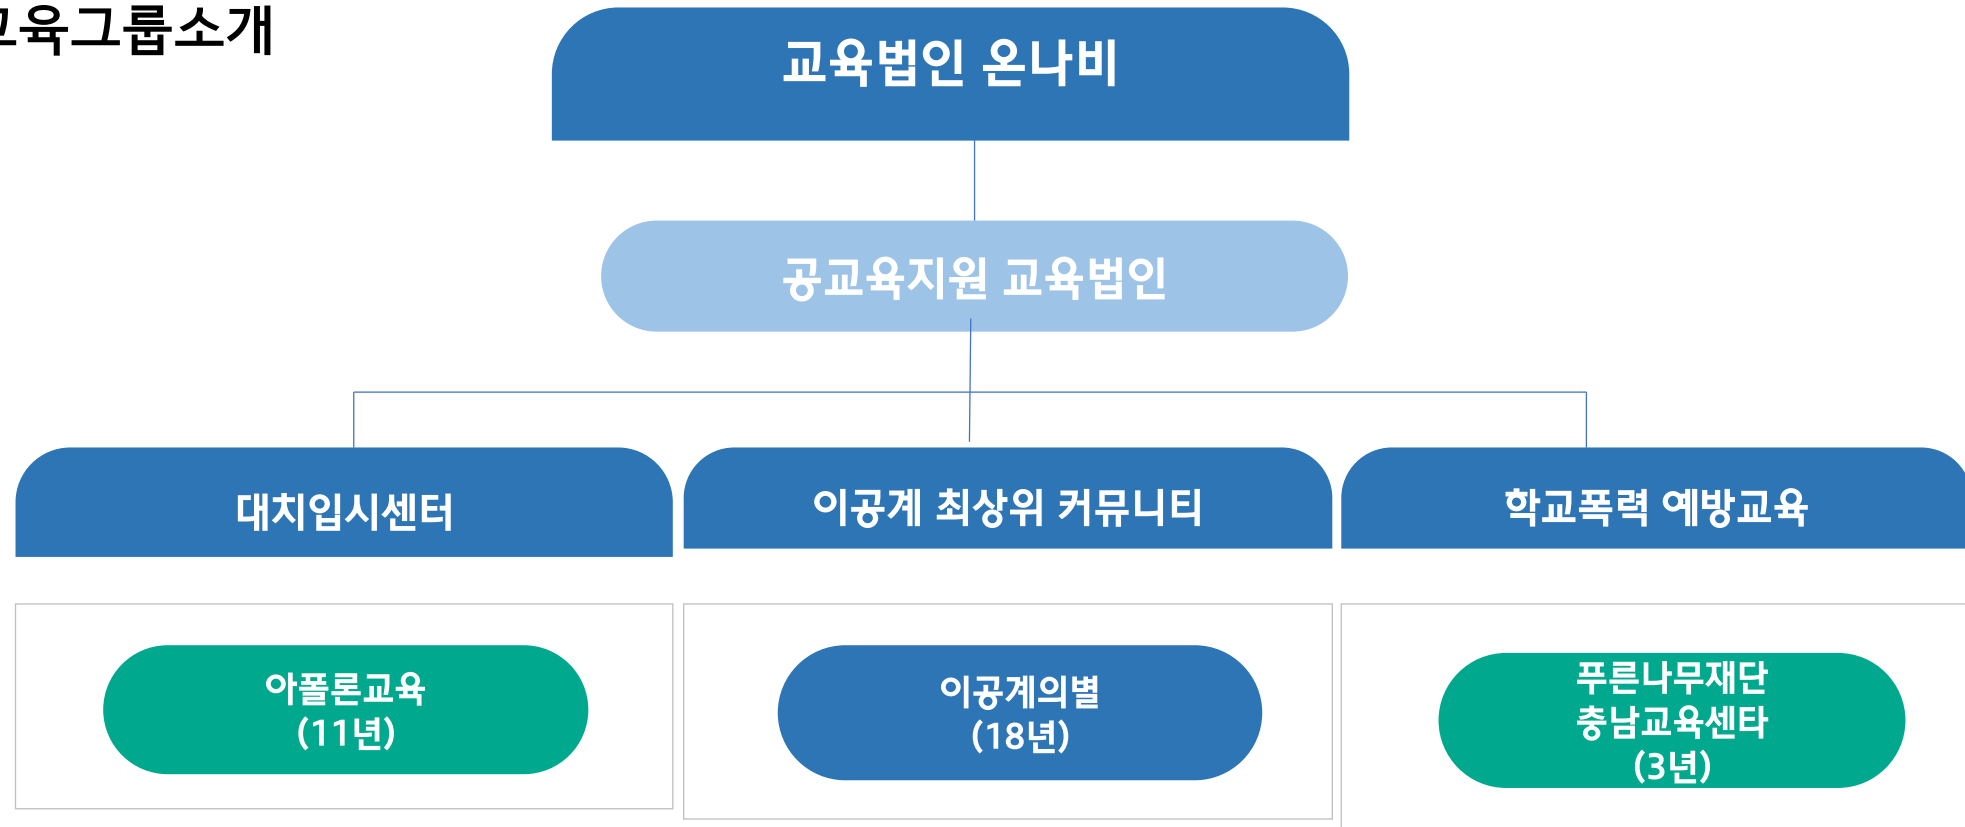 교육그룹소개
교육법인 온나비
공교육지원 교육법인
대치입시센터
이공계 최상위 커뮤니티
학교폭력 예방교육
아폴론교육
(11년)
이공계의별
(18년)
푸른나무재단
충남교육센타
(3년)